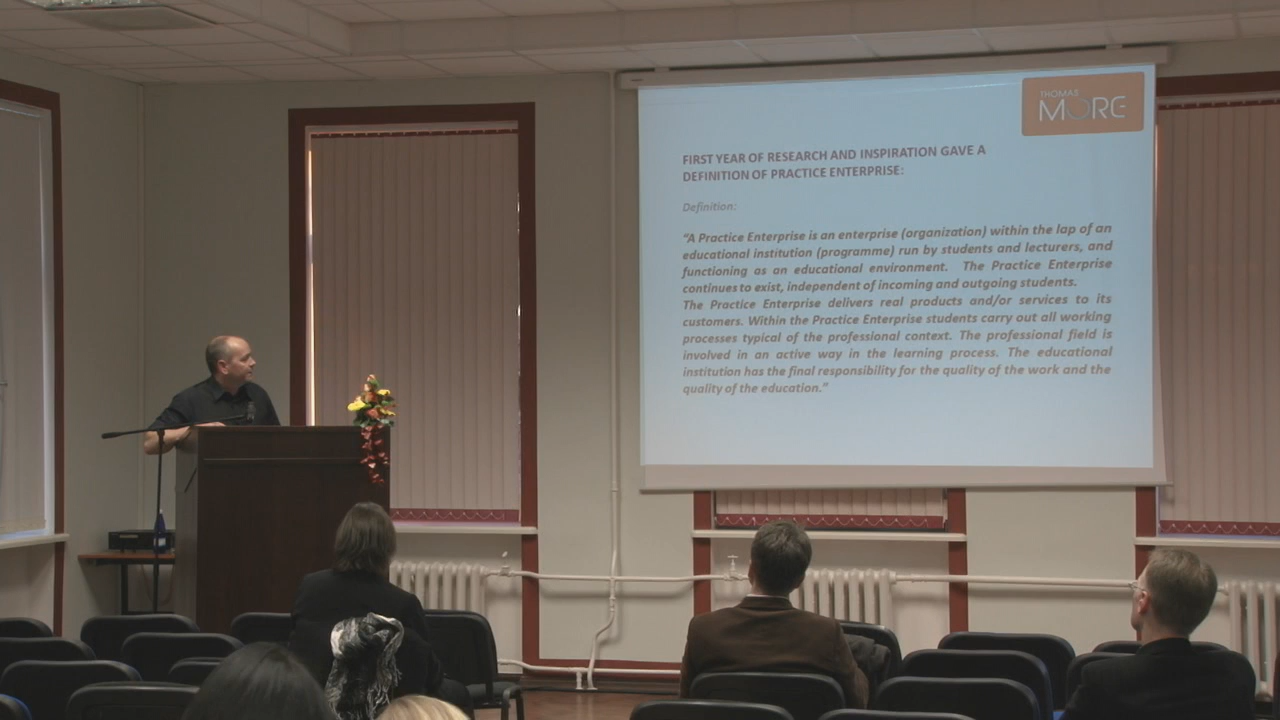 THOMAS
MORE
FIRST YEAR OF RESEARCH AND INSPIRATION GAVE A
DEFINITION OF PRACTICE ENTERPRISE:
Definition:
“A Practice Enterprise is an enterprise (organization) within the lap of an
educational institution (programme) run by students and lecturers, and
functioning as an educational environment. The Practice Enterprise
continues to exist, independent of incoming and outgoing students.
The Practice Enterprise delivers real products and/or services to its
customers. Within the Practice Enterprise students carry out all working
processes typical of the professional context. The professional field is
involved in an active way in the learning process. The educational
institution has the final responsibility for the quality of the work and the
quality of the education.”